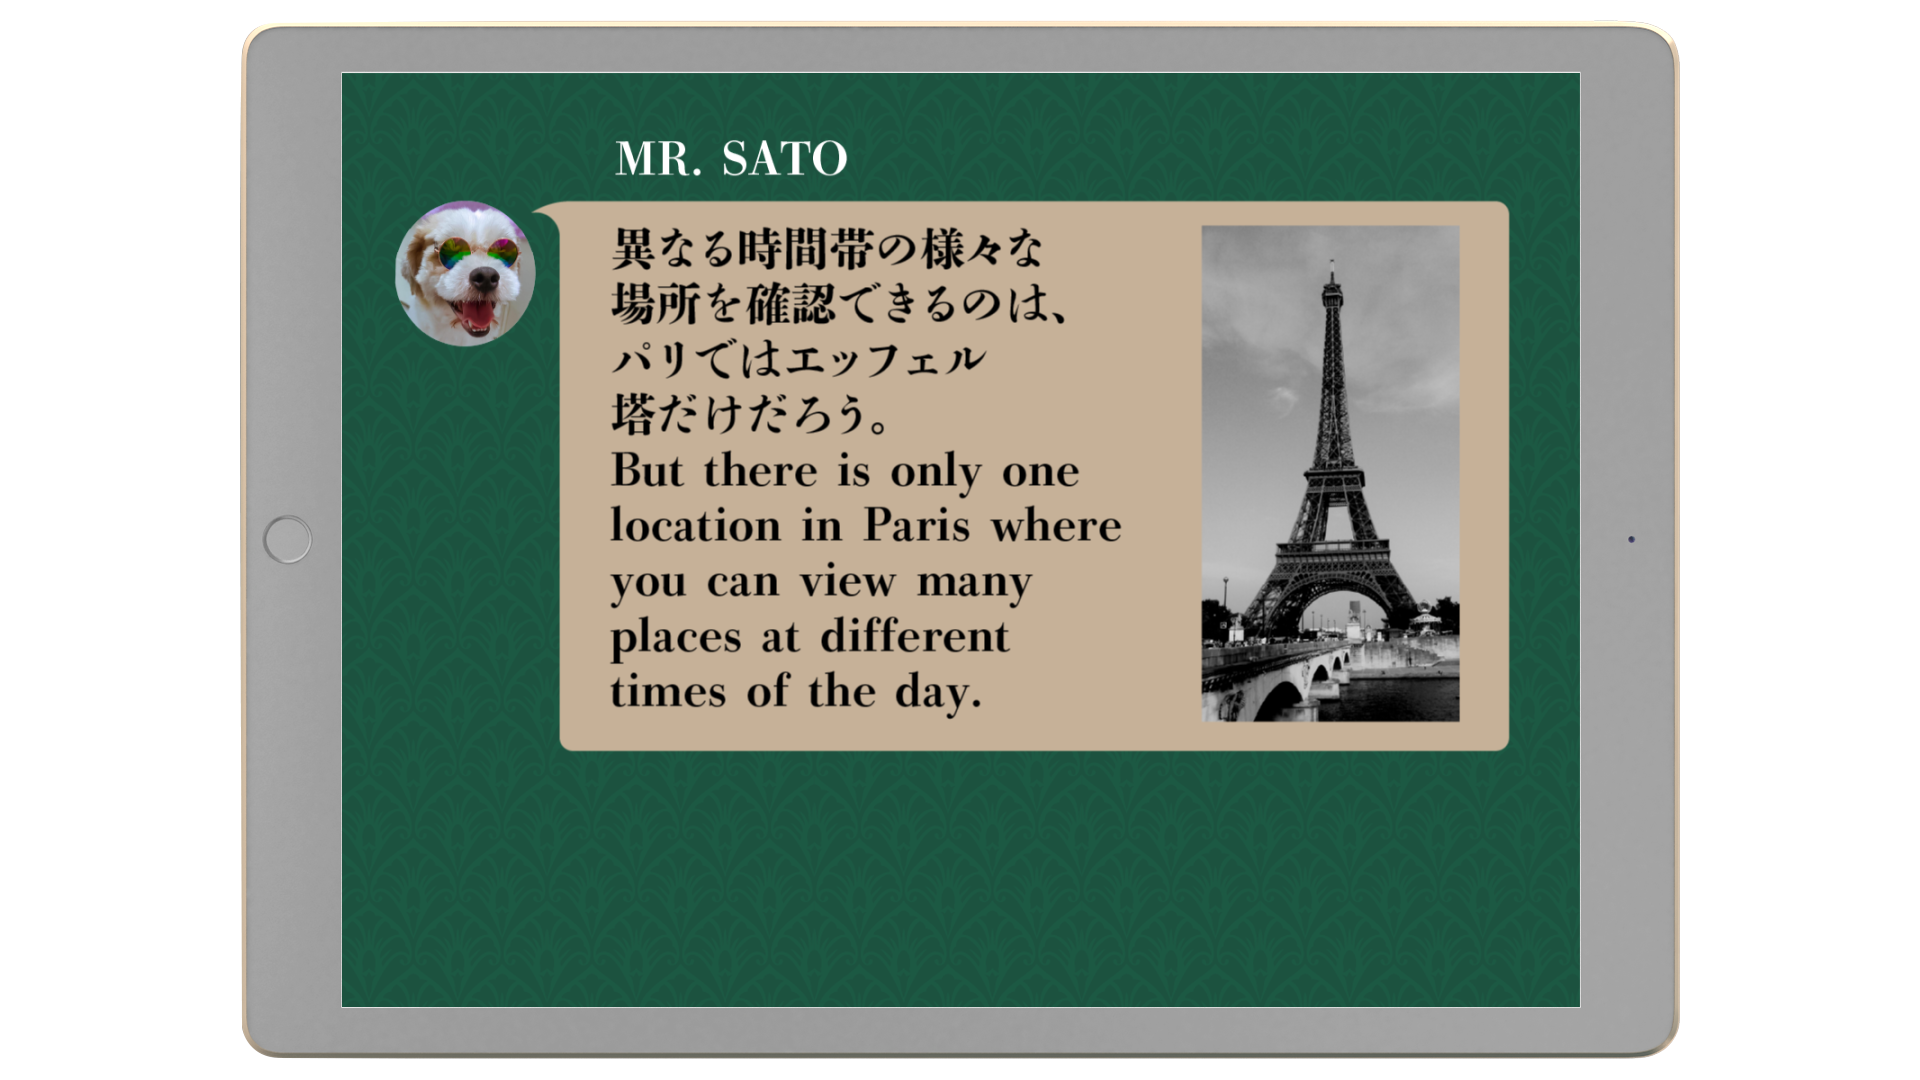 MR. SATO
異なる時間帯の様々な
場所を確認できるのは、
パリではエッフェル
塔だけだろう。
But there is only one
location in Paris where
you can view many
places at different
times of the day.